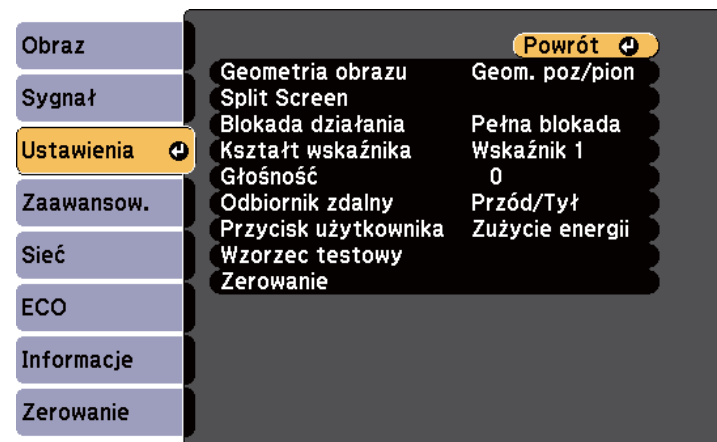 Obraz
Sygnał
Ustawienia
Zaawansow.
Sieć
ECO
Informacje
Zerowanie
Powrót
Geometria obrazu Geom. poz/pion
Split Screen
Blokada działania Pełna blokada
Kształt wskaźnika Wskaźnik 1
Głośność 0
Odbiornik zdalny Przód/Tył
Przycisk użytkownika Zużycie energii
Wzorzec testowy
Zerowanie